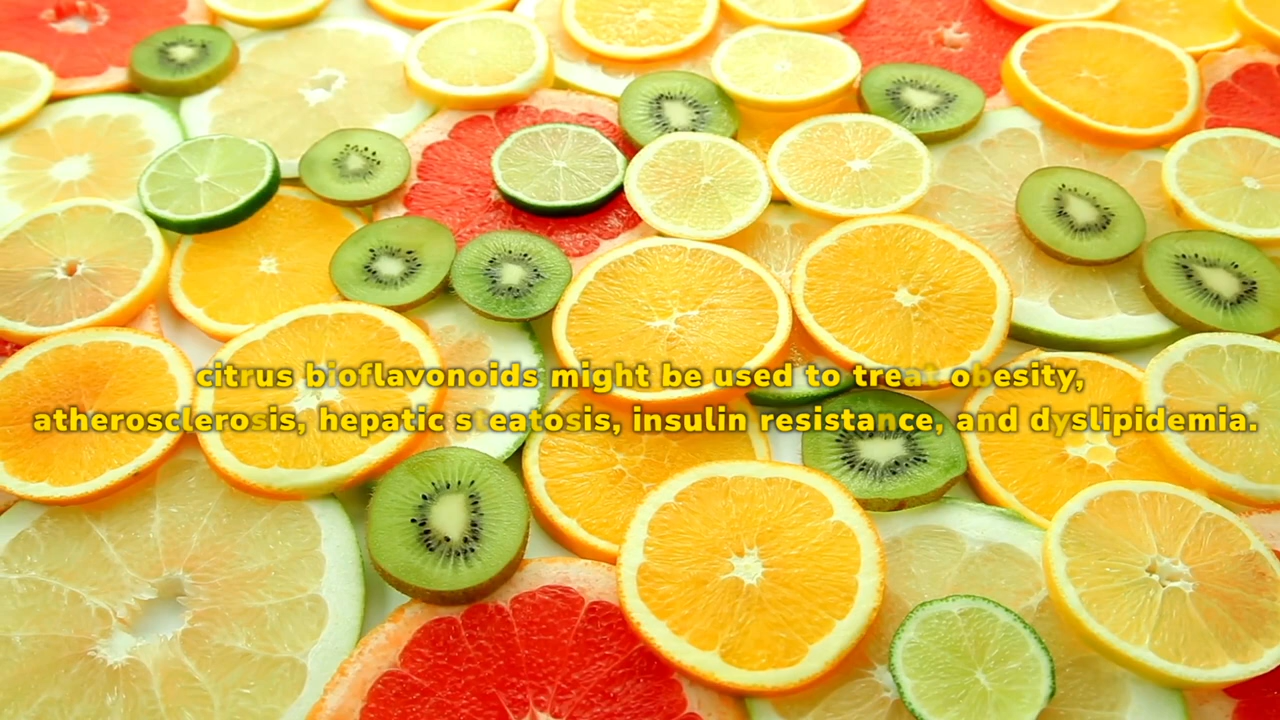 citrus bioflavonoids might be used to treat obesity,
atherosclerosis, hepatic steatosis, insulin resistance, and dyslipidemia.